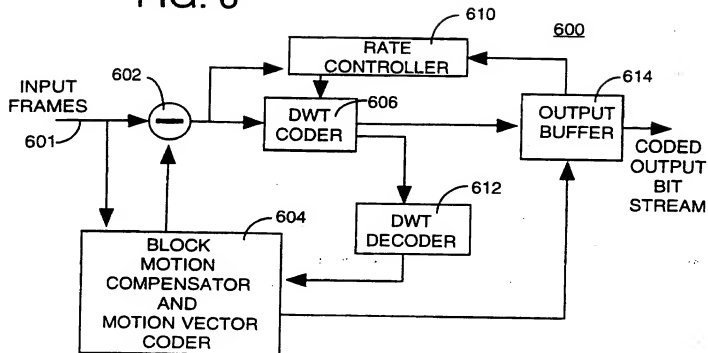 FIG. 6
610
600
RATE
CONTROLLER
602
614
INPUT
FRAMES
601
606
DWT
CODER
OUTPUT
BUFFER
CODED
OUTPUT
BIT
STREAM
612
DWT
DECODER
604
BLOCK
MOTION
COMPENSATOR
AND
MOTION VECTOR
CODER